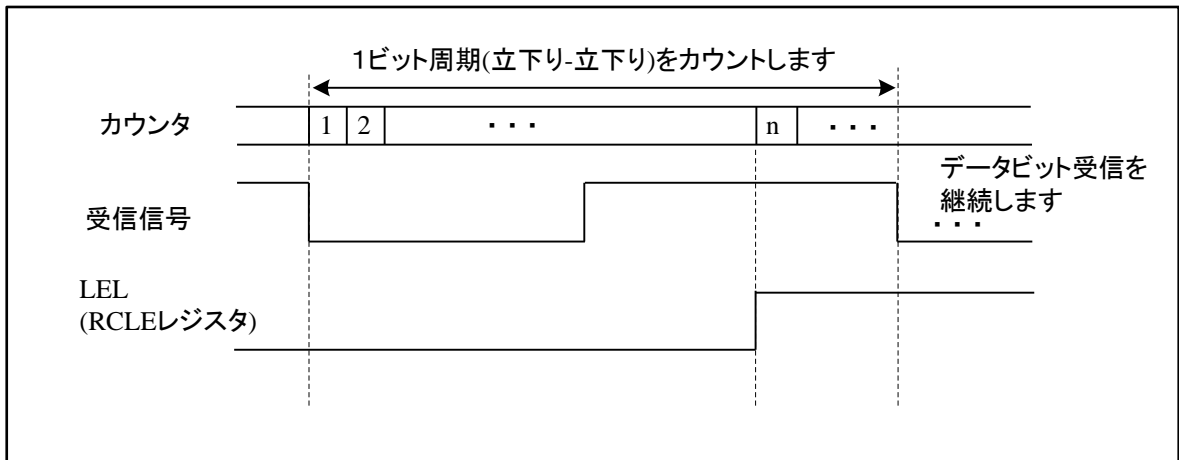 １ビット周期(立下り-立下り)をカウントします
カウンタ 1 2 ・・・ n ・・・
データビット受信を
継続します
受信信号 ・・・
LEL
(RCLEレジスタ)